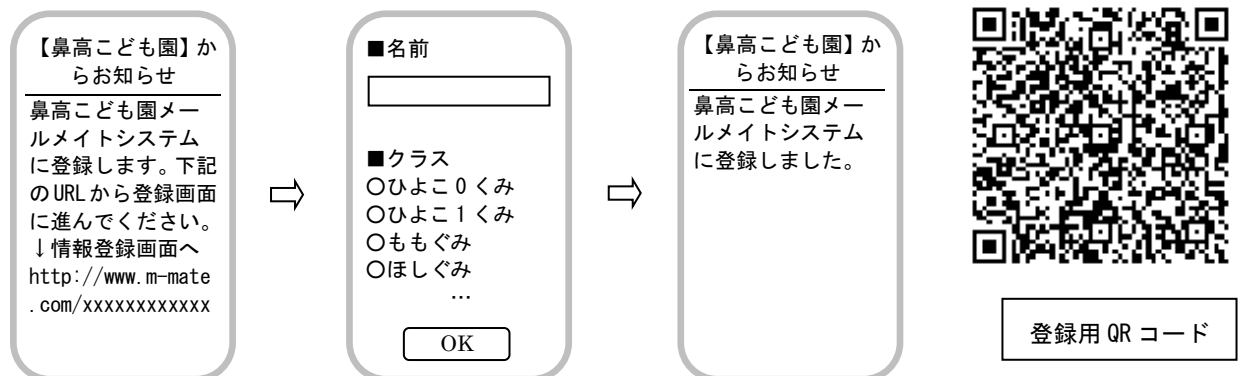 【鼻高こども園】か
らお知らせ
鼻高こども園メー
ルメイトシステム
に登録します。下記
のURLから登録画面
に進んでください。
↓情報登録画面へ
http://www.m-mate
.com/xxxxxxxxxxxx
⇨
■名前
■クラス
○ひよこ0くみ
○ひよこ1くみ
○ももぐみ
○ほしぐみ
…
OK
⇨
【鼻高こども園】か
らお知らせ
鼻高こども園メー
ルメイトシステム
に登録しました。
登録用QRコード